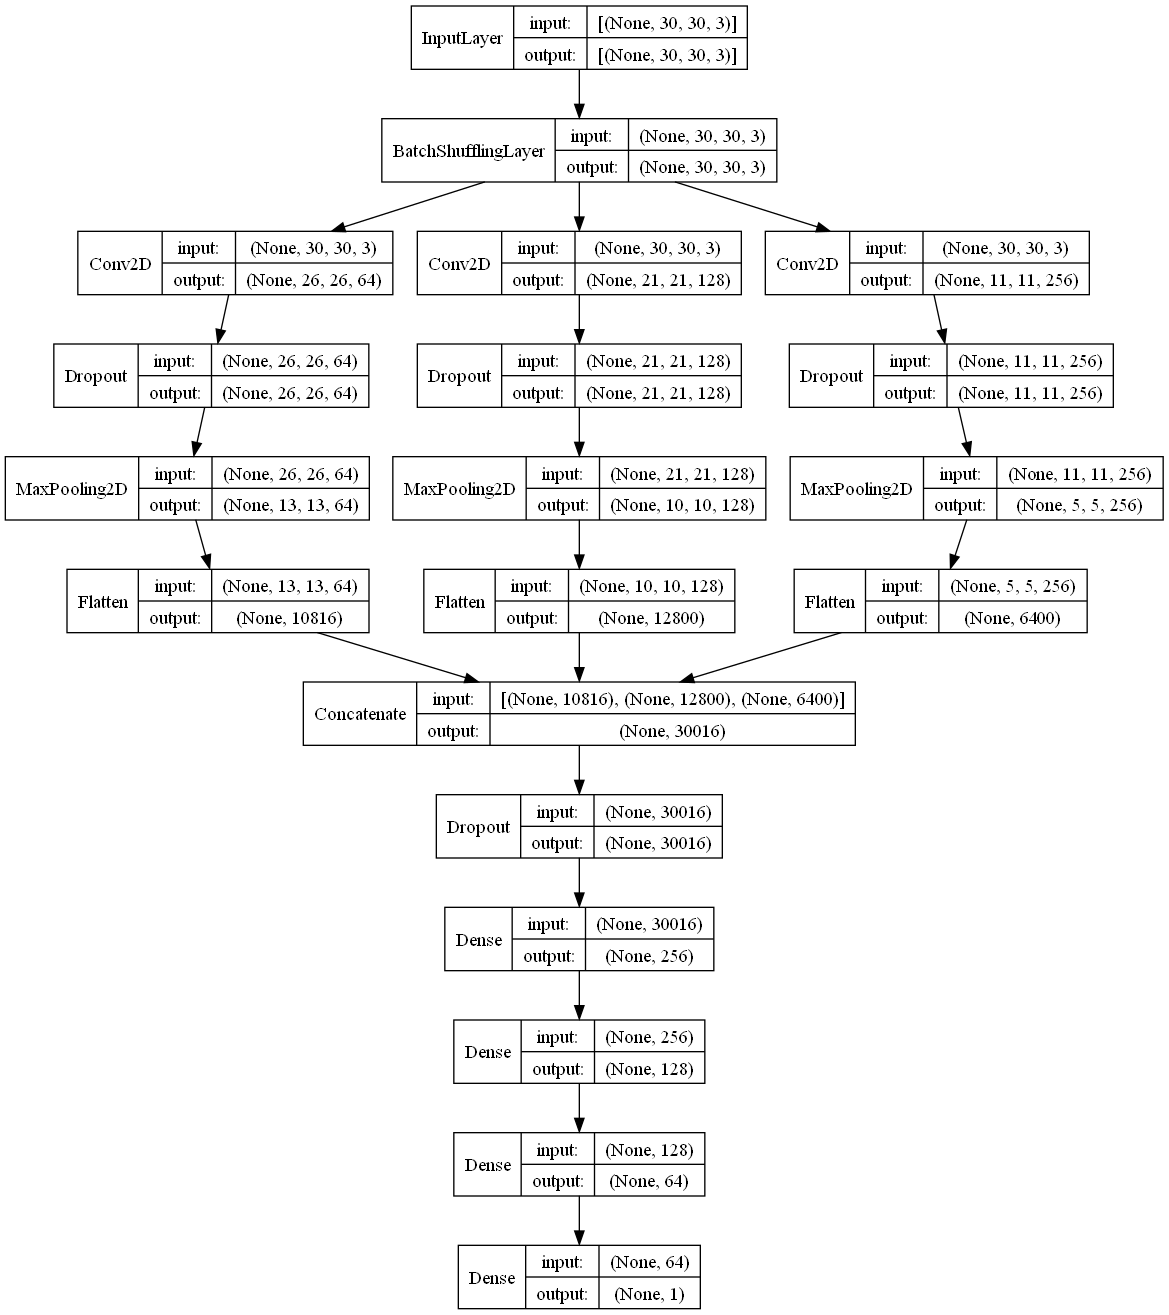 InputLayer
input: [(None, 30, 30, 3)]
output: [(None, 30, 30, 3)]
BatchShufflingLayer
input: (None, 30, 30, 3)
output: (None, 30, 30, 3)
Conv2D
input: (None, 30, 30, 3)
output: (None, 26, 26, 64)
Conv2D
input: (None, 30, 30, 3)
output: (None, 21, 21, 128)
Conv2D
input: (None, 30, 30, 3)
output: (None, 11, 11, 256)
Dropout
input: (None, 26, 26, 64)
output: (None, 26, 26, 64)
Dropout
input: (None, 21, 21, 128)
output: (None, 21, 21, 128)
Dropout
input: (None, 11, 11, 256)
output: (None, 11, 11, 256)
MaxPooling2D
input: (None, 26, 26, 64)
output: (None, 13, 13, 64)
MaxPooling2D
input: (None, 21, 21, 128)
output: (None, 10, 10, 128)
MaxPooling2D
input: (None, 11, 11, 256)
output: (None, 5, 5, 256)
Flatten
input: (None, 13, 13, 64)
output: (None, 10816)
Flatten
input: (None, 10, 10, 128)
output: (None, 12800)
Flatten
input: (None, 5, 5, 256)
output: (None, 6400)
Concatenate
input: [(None, 10816), (None, 12800), (None, 6400)]
output: (None, 30016)
Dropout
input: (None, 30016)
output: (None, 30016)
Dense
input: (None, 30016)
output: (None, 256)
Dense
input: (None, 256)
output: (None, 128)
Dense
input: (None, 128)
output: (None, 64)
Dense
input: (None, 64)
output: (None, 1)